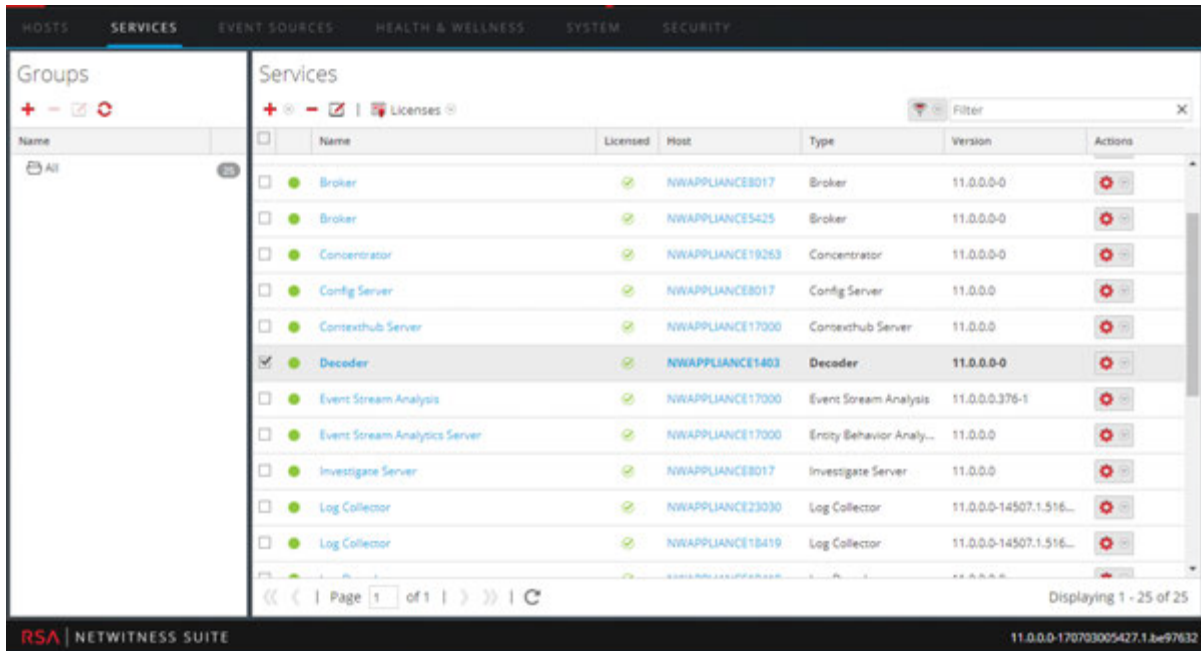 HOSTS SERVICES EVENT SOURCES HEALTH & WELLNESS SYSTEM SECURITY
Groups
Name
All 25
Services
Licenses Filter
Name Licensed Host Type Version Actions
Broker NWAPPLIANCE8017 Broker 11.0.0.0-0
Broker NWAPPLIANCE5425 Broker 11.0.0.0-0
Concentrator NWAPPLIANCE19263 Concentrator 11.0.0.0-0
Config Server NWAPPLIANCE8017 Config Server 11.0.0.0
Contexthub Server NWAPPLIANCE17000 Contexthub Server 11.0.0.0
Decoder NWAPPLIANCE1403 Decoder 11.0.0.0-0
Event Stream Analysis NWAPPLIANCE17000 Event Stream Analysis 11.0.0.0.376-1
Event Stream Analytics Server NWAPPLIANCE17000 Entity Behavior Analy... 11.0.0.0
Investigate Server NWAPPLIANCE8017 Investigate Server 11.0.0.0
Log Collector NWAPPLIANCE23030 Log Collector 11.0.0.0-14507.1.516...
Log Collector NWAPPLIANCE18419 Log Collector 11.0.0.0-14507.1.516...
Page 1 of 1 Displaying 1 - 25 of 25
RSA NETWITNESS SUITE 11.0.0.0-170703005427.1.be97632